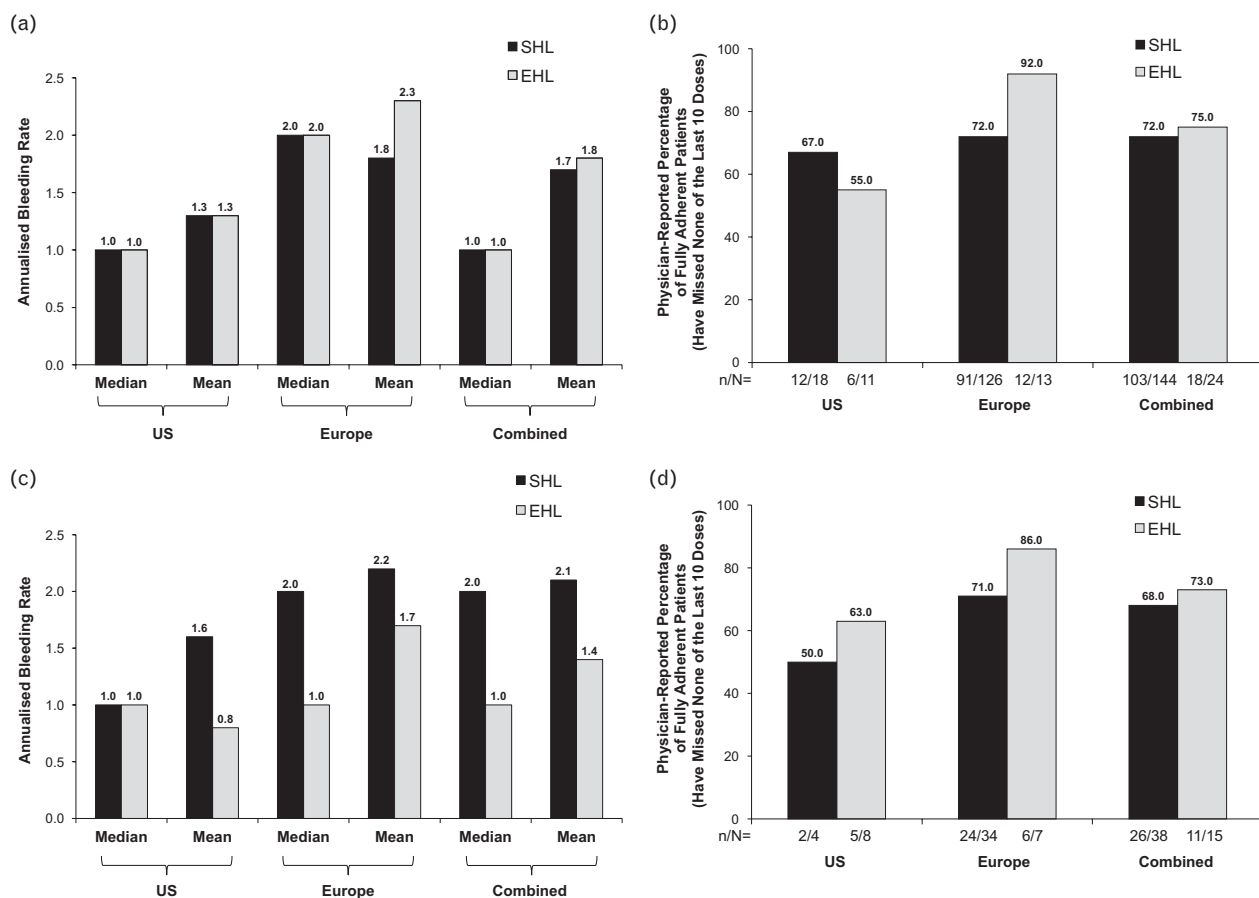 (a)
SHL
EHL
Annualised Bleeding Rate
2.5
2.0
1.5
1.0
0.5
0.0
1.0 1.0
1.3 1.3
2.0 2.0
1.8
2.3
1.0 1.0
1.7
1.8
Median Mean Median Mean Median Mean
US Europe Combined
(b)
SHL
EHL
Physician-Reported Percentage
of Fully Adherent Patients
(Have Missed None of the Last 10 Doses)
100
80
60
40
20
0
67.0
55.0
72.0
92.0
72.0
75.0
n/N= 12/18 6/11 91/126 12/13 103/144 18/24
US Europe Combined
(c)
SHL
EHL
Annualised Bleeding Rate
2.5
2.0
1.5
1.0
0.5
0.0
1.0 1.0
1.6
0.8
2.0
1.0
2.2
1.7
2.0
1.0
2.1
1.4
Median Mean Median Mean Median Mean
US Europe Combined
(d)
SHL
EHL
Physician-Reported Percentage
of Fully Adherent Patients
(Have Missed None of the Last 10 Doses)
100
80
60
40
20
0
50.0
63.0
71.0
86.0
68.0
73.0
n/N= 2/4 5/8 24/34 6/7 26/38 11/15
US Europe Combined